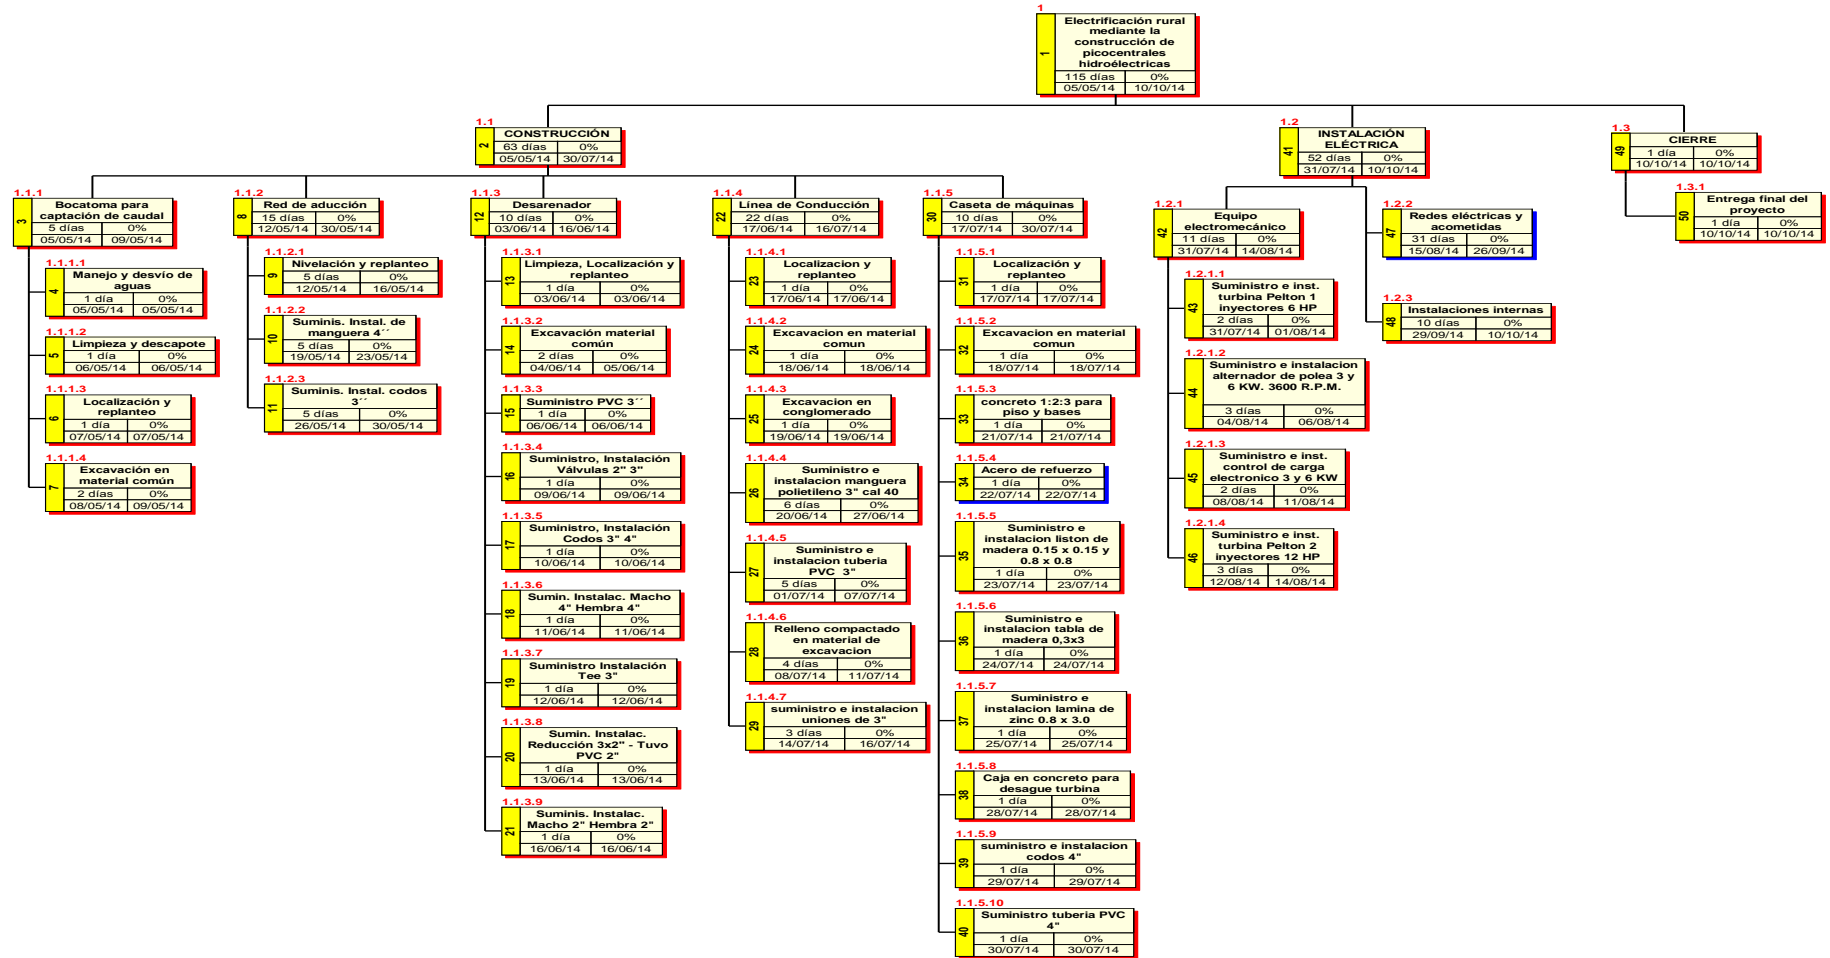 1
1
Electrificación rural
mediante la
construcción de
picocentrales
hidroélectricas
115 días 0%
05/05/14 10/10/14
1.1
2
CONSTRUCCIÓN
63 días 0%
05/05/14 30/07/14
1.2
41
INSTALACIÓN
ELÉCTRICA
52 días 0%
31/07/14 10/10/14
1.3
49
CIERRE
1 día 0%
10/10/14 10/10/14
1.1.1
3
Bocatoma para
captación de caudal
5 días 0%
05/05/14 09/05/14
1.1.1.1
4
Manejo y desvío de
aguas
1 día 0%
05/05/14 05/05/14
1.1.1.2
5
Limpieza y descapote
1 día 0%
06/05/14 06/05/14
1.1.1.3
6
Localización y
replanteo
1 día 0%
07/05/14 07/05/14
1.1.1.4
7
Excavación en
material común
2 días 0%
08/05/14 09/05/14
1.1.2
8
Red de aducción
15 días 0%
12/05/14 30/05/14
1.1.2.1
9
Nivelación y replanteo
5 días 0%
12/05/14 16/05/14
1.1.2.2
10
Suminis. Instal. de
manguera 4´´
5 días 0%
19/05/14 23/05/14
1.1.2.3
11
Suminis. Instal. codos
3´´
5 días 0%
26/05/14 30/05/14
1.1.3
12
Desarenador
10 días 0%
03/06/14 16/06/14
1.1.3.1
13
Limpieza, Localización y
replanteo
1 día 0%
03/06/14 03/06/14
1.1.3.2
14
Excavación material
común
2 días 0%
04/06/14 05/06/14
1.1.3.3
15
Suministro PVC 3´´
1 día 0%
06/06/14 06/06/14
1.1.3.4
16
Suministro, Instalación
Válvulas 2" 3"
1 día 0%
09/06/14 09/06/14
1.1.3.5
17
Suministro, Instalación
Codos 3" 4"
1 día 0%
10/06/14 10/06/14
1.1.3.6
18
Sumin. Instalac. Macho
4" Hembra 4"
1 día 0%
11/06/14 11/06/14
1.1.3.7
19
Suministro Instalación
Tee 3"
1 día 0%
12/06/14 12/06/14
1.1.3.8
20
Sumin. Instalac.
Reducción 3x2" - Tuvo
PVC 2"
1 día 0%
13/06/14 13/06/14
1.1.3.9
21
Suminis. Instalac.
Macho 2" Hembra 2"
1 día 0%
16/06/14 16/06/14
1.1.4
22
Línea de Conducción
22 días 0%
17/06/14 16/07/14
1.1.4.1
23
Localizacion y
replanteo
1 día 0%
17/06/14 17/06/14
1.1.4.2
24
Excavacion en material
comun
1 día 0%
18/06/14 18/06/14
1.1.4.3
25
Excavacion en
conglomerado
1 día 0%
19/06/14 19/06/14
1.1.4.4
26
Suministro e
instalacion manguera
polietileno 3" cal 40
6 días 0%
20/06/14 27/06/14
1.1.4.5
27
Suministro e
instalacion tuberia
PVC 3"
5 días 0%
01/07/14 07/07/14
1.1.4.6
28
Relleno compactado
en material de
excavacion
4 días 0%
08/07/14 11/07/14
1.1.4.7
29
suministro e instalacion
uniones de 3"
3 días 0%
14/07/14 16/07/14
1.1.5
30
Caseta de máquinas
10 días 0%
17/07/14 30/07/14
1.1.5.1
31
Localización y
replanteo
1 día 0%
17/07/14 17/07/14
1.1.5.2
32
Excavacion en material
comun
1 día 0%
18/07/14 18/07/14
1.1.5.3
33
concreto 1:2:3 para
piso y bases
1 día 0%
21/07/14 21/07/14
1.1.5.4
34
Acero de refuerzo
1 día 0%
22/07/14 22/07/14
1.1.5.5
35
Suministro e
instalacion liston de
madera 0.15 x 0.15 y
0.8 x 0.8
1 día 0%
23/07/14 23/07/14
1.1.5.6
36
Suministro e
instalacion tabla de
madera 0,3x3
1 día 0%
24/07/14 24/07/14
1.1.5.7
37
Suministro e
instalacion lamina de
zinc 0.8 x 3.0
1 día 0%
25/07/14 25/07/14
1.1.5.8
38
Caja en concreto para
desague turbina
1 día 0%
28/07/14 28/07/14
1.1.5.9
39
suministro e instalacion
codos 4"
1 día 0%
29/07/14 29/07/14
1.1.5.10
40
Suministro tuberia PVC
4"
1 día 0%
30/07/14 30/07/14
1.2.1
42
Equipo
electromecánico
11 días 0%
31/07/14 14/08/14
1.2.1.1
43
Suministro e inst.
turbina Pelton 1
inyectores 6 HP
2 días 0%
31/07/14 01/08/14
1.2.1.2
44
Suministro e instalacion
alternador de polea 3 y
6 KW. 3600 R.P.M.
3 días 0%
04/08/14 06/08/14
1.2.1.3
45
Suministro e inst.
control de carga
electronico 3 y 6 KW
2 días 0%
08/08/14 11/08/14
1.2.1.4
46
Suministro e inst.
turbina Pelton 2
inyectores 12 HP
3 días 0%
12/08/14 14/08/14
1.2.2
47
Redes eléctricas y
acometidas
31 días 0%
15/08/14 26/09/14
1.2.3
48
Instalaciones internas
10 días 0%
29/09/14 10/10/14
1.3.1
50
Entrega final del
proyecto
1 día 0%
10/10/14 10/10/14